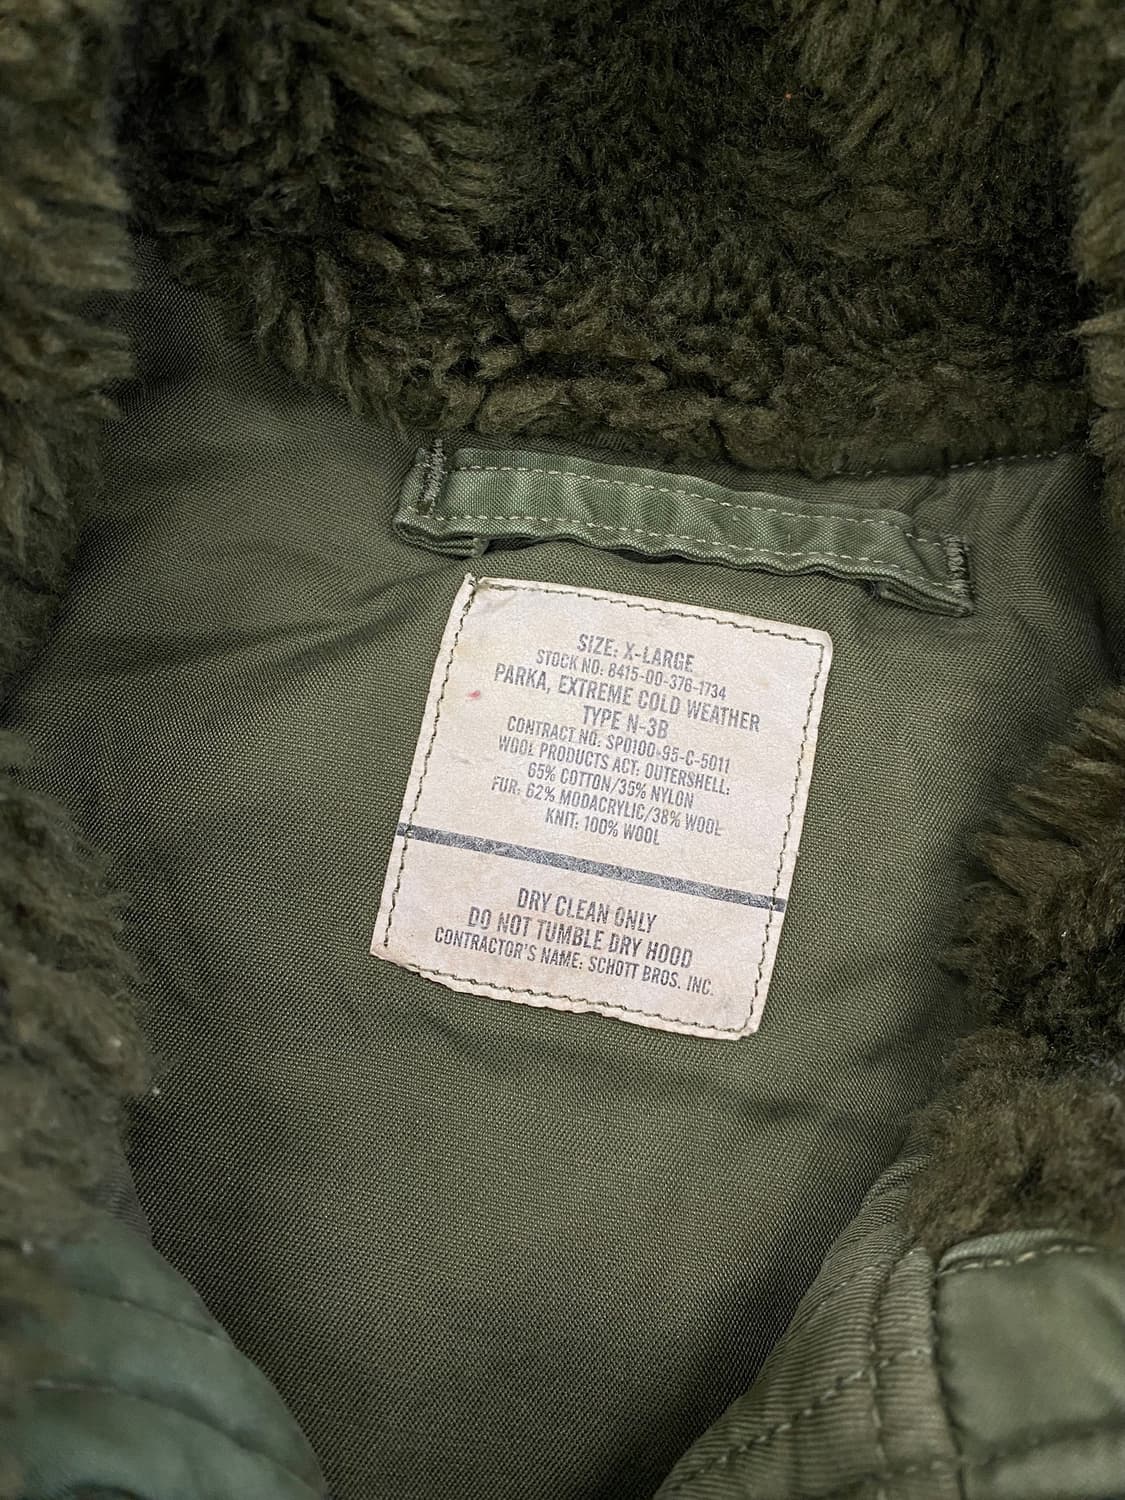 SIZE: X-LARGE
STOCK NO: 8415-00-376-1734
PARKA, EXTREME COLD WEATHER
TYPE N-3B
CONTRACT NO. SPO100-95-C-5011
WOOL PRODUCTS ACT: OUTERSHELL:
65% COTTON/35% NYLON
FUR: 62% MODACRYLIC/38% WOOL
KNIT. 100% WOOL
DRY CLEAN ONLY
DO NOT TUMBLE DRY HOOD
CONTRACTOR'S NAME: SCHOTT BROS. INC.